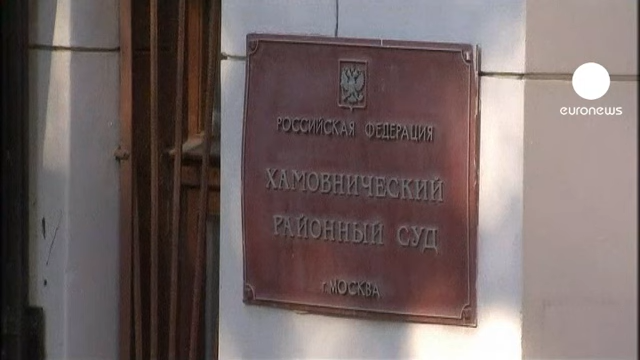 РОССИЙСКАЯ ФЕДЕРАЦИЯ
ХАМОВНИЧЕСКИЙ
РАЙОННЫЙ СУД
г. МОСКВА
euronews